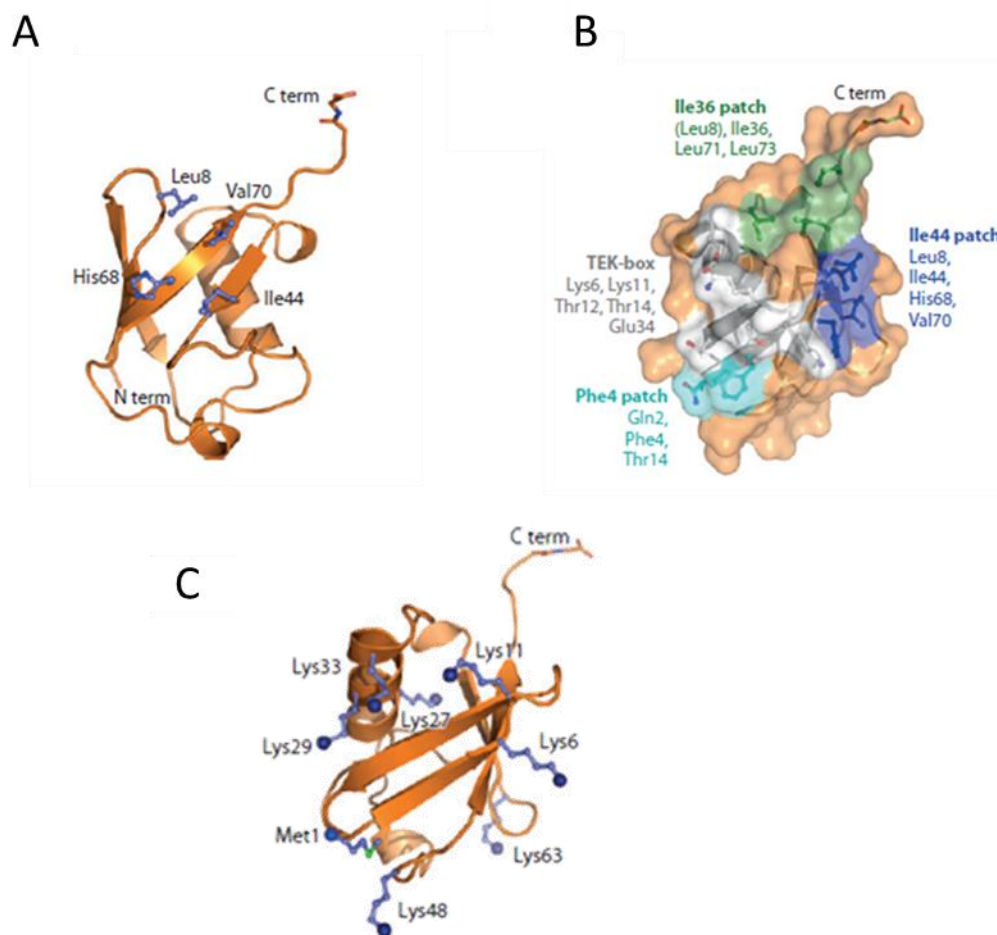 A
C term
Leu8
Val70
His68
Ile44
N term
B
C term
Ile36 patch
(Leu8), Ile36,
Leu71, Leu73
TEK-box
Lys6, Lys11,
Thr12, Thr14,
Glu34
Ile44 patch
Leu8,
Ile44,
His68,
Val70
Phe4 patch
Gln2,
Phe4,
Thr14
C
C term
Lys33
Lys11
Lys27
Lys29
Lys6
Met1
Lys63
Lys48